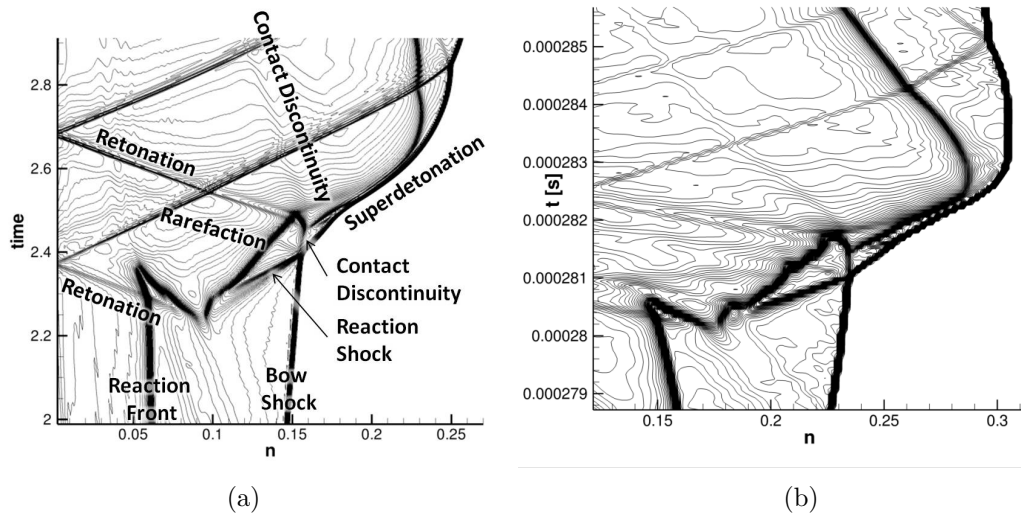 Contact Discontinuity
2.8
2.6
2.4
2.2
2
time
Retonation
Rarefaction
Superdetonation
Retonation
Contact
Discontinuity
Reaction
Shock
Reaction
Front
Bow
Shock
0.05
0.1
0.15
0.2
0.25
n
(a)
0.000285
0.000284
0.000283
0.000282
0.000281
0.00028
0.000279
t [s]
0.15
0.2
0.25
0.3
n
(b)